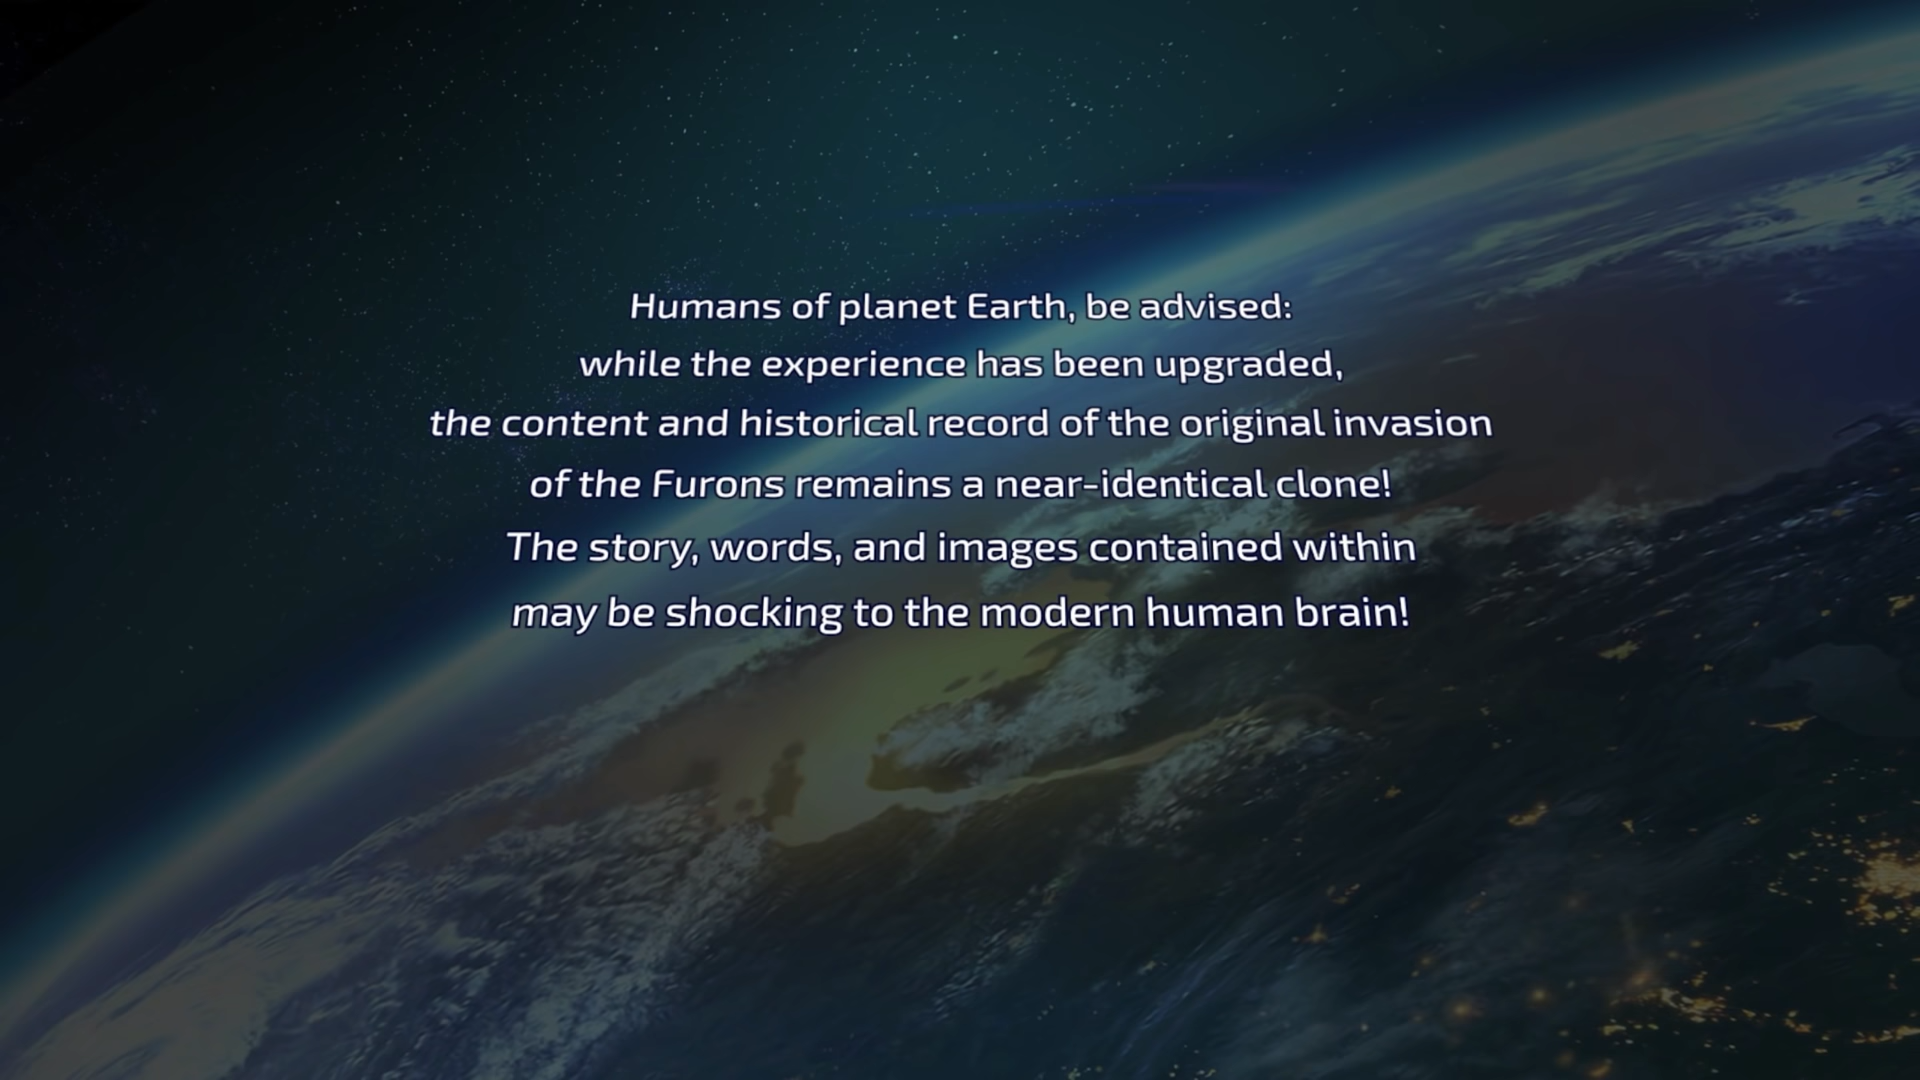 Humans of planet Earth, be advised:
while the experience has been upgraded,
the content and historical record of the original invasion
of the Furons remains a near-identical clone!
The story, words, and images contained within
may be shocking to the modern human brain!